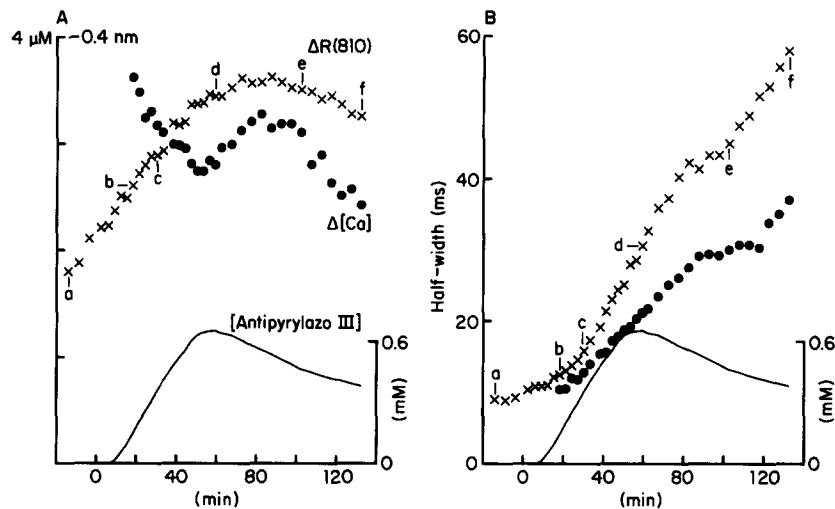 A
4 μM -0.4 nm
ΔR(810)
a
b
c
d
e
f
Δ[Ca]
[Antipyrylazo III]
0.6
(mM)
0
0 40 80 120
(min)
B
60
40
20
0
Half-width (ms)
a
b
c
d
e
f
0.6
(mM)
0
0 40 80 120
(min)